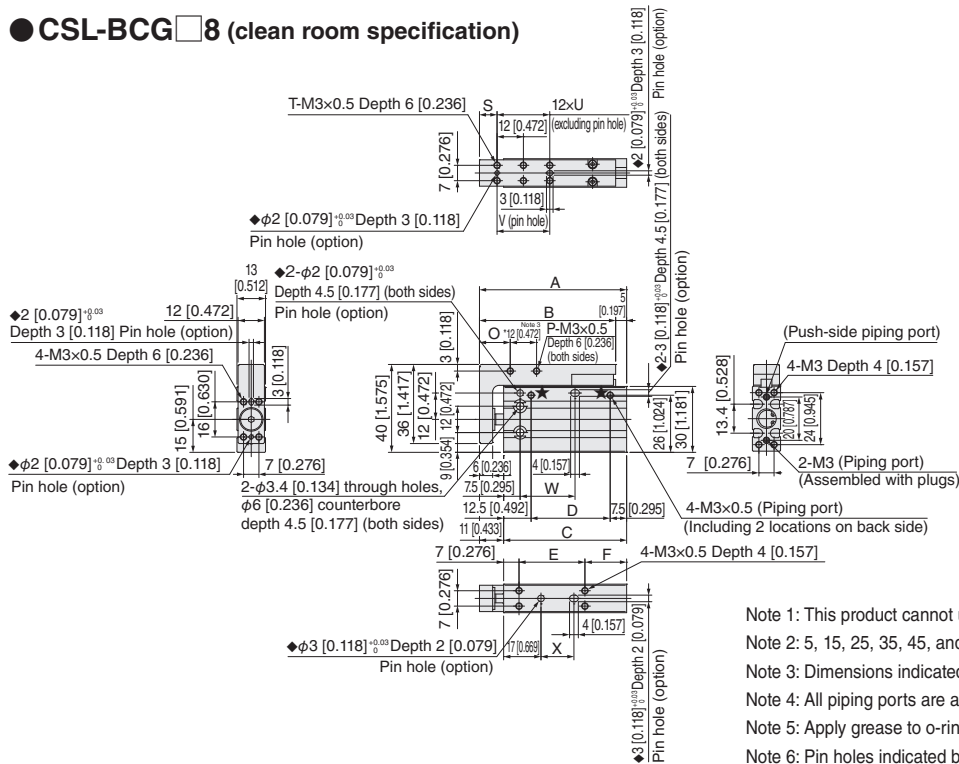 ● CSL-BCG□8 (clean room specification)
T-M3×0.5 Depth 6 [0.236]
S
12×U
(excluding pin hole)
12 [0.472]
7 [0.276]
3 [0.118]
V (pin hole)
◆φ2 [0.079] +0.03 0 Depth 3 [0.118]
Pin hole (option)
◆2 [0.079] +0.03 0 Depth 3 [0.118]
Pin hole (option)
◆2-3 [0.118] +0.03 0 Depth 4.5 [0.177] (both sides)
Pin hole (option)
13
[0.512]
◆2-φ2 [0.079] +0.03 0
Depth 4.5 [0.177] (both sides)
Pin hole (option)
◆2 [0.079] +0.03 0
Depth 3 [0.118] Pin hole (option)
12 [0.472]
4-M3×0.5 Depth 6 [0.236]
3 [0.118]
15 [0.591]
16 [0.630]
◆φ2 [0.079] +0.03 0 Depth 3 [0.118]
Pin hole (option)
7 [0.276]
A
5
[0.197]
B
Note 3
O
*12 [0.472]
P-M3×0.5
Depth 6 [0.236]
(both sides)
3 [0.118]
40 [1.575]
36 [1.417]
12 [0.472]
12 [0.472]
9 [0.354]
★ ★
26 [1.024]
30 [1.181]
6 [0.236]
4 [0.157]
7.5 [0.295]
W
2-φ3.4 [0.134] through holes,
φ6 [0.236] counterbore
depth 4.5 [0.177] (both sides)
12.5 [0.492]
D
7.5 [0.295]
11 [0.433]
C
4-M3×0.5 (Piping port)
(Including 2 locations on back side)
(Push-side piping port)
4-M3 Depth 4 [0.157]
13.4 [0.528]
20 [0.787]
24 [0.945]
7 [0.276]
2-M3 (Piping port)
(Assembled with plugs)
7 [0.276]
E
F
4-M3×0.5 Depth 4 [0.157]
7 [0.276]
4 [0.157]
17 [0.669]
X
◆φ3 [0.118] +0.03 0 Depth 2 [0.079]
Pin hole (option)
◆3 [0.118] +0.03 0 Depth 2 [0.079]
Pin hole (option)
Note 1: This product cannot
Note 2: 5, 15, 25, 35, 45, and
Note 3: Dimensions indicated
Note 4: All piping ports are a
Note 5: Apply grease to o-rin
Note 6: Pin holes indicated b